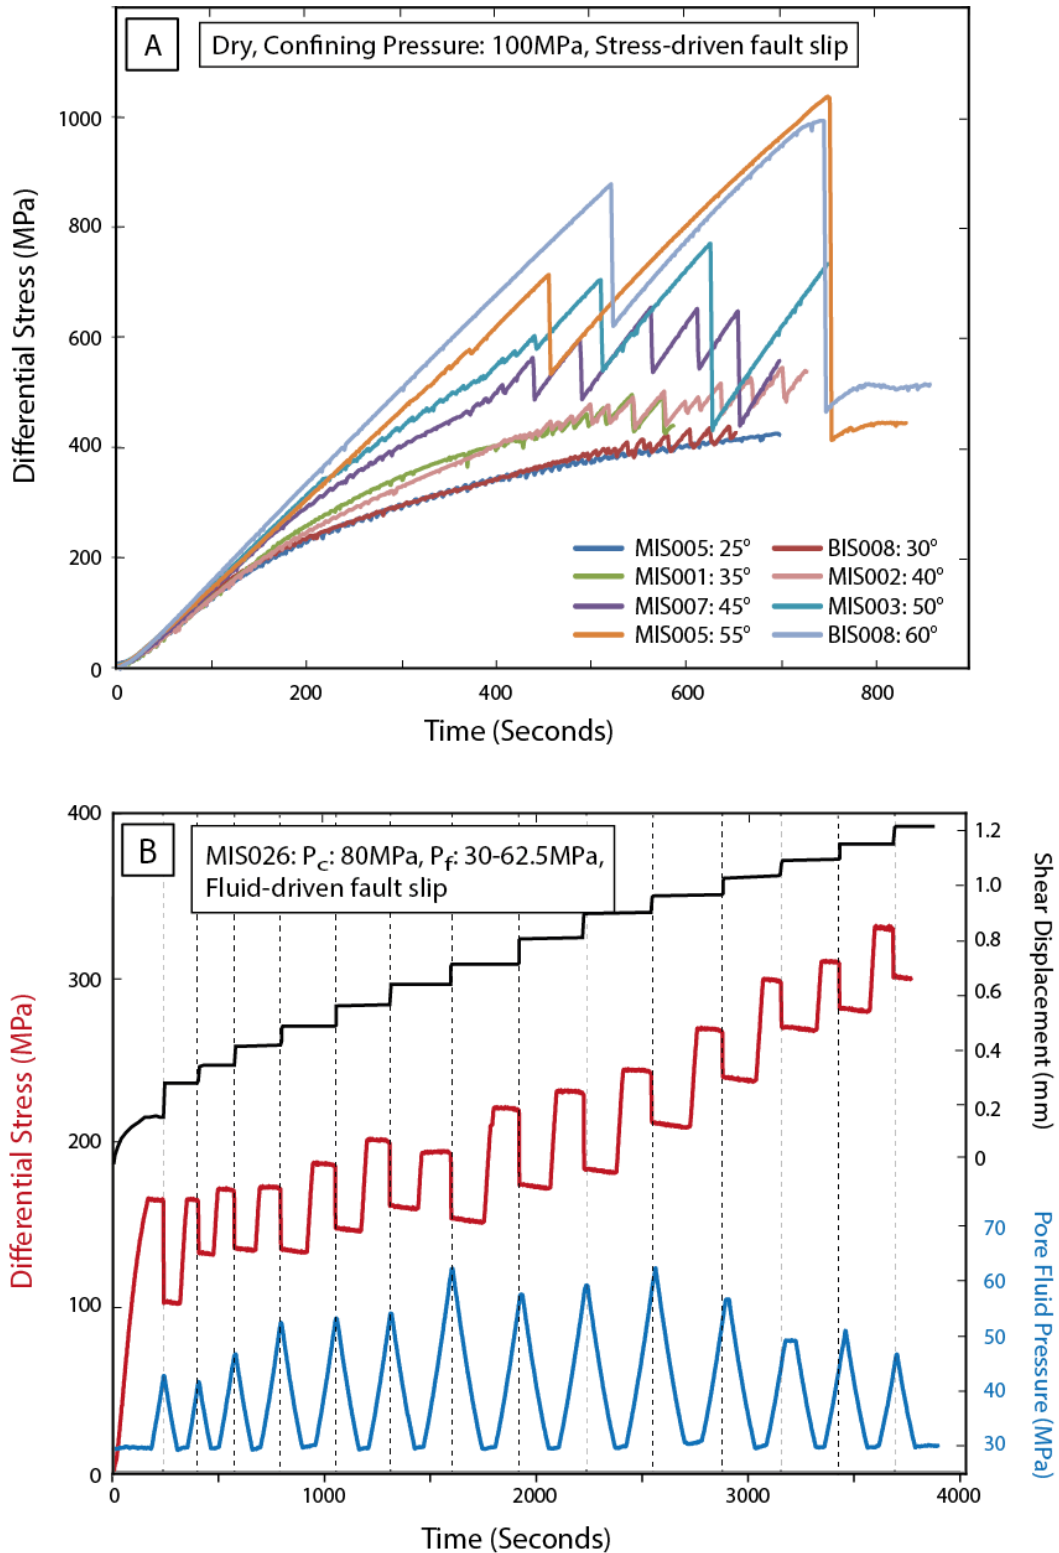 A
Dry, Confining Pressure: 100MPa, Stress-driven fault slip
1000
800
600
400
200
0
Differential Stress (MPa)
MIS005: 25°
BIS008: 30°
MIS001: 35°
MIS002: 40°
MIS007: 45°
MIS003: 50°
MIS005: 55°
BIS008: 60°
0
200
400
600
800
Time (Seconds)
B
MIS026: Pc: 80MPa, Pf: 30-62.5MPa,
Fluid-driven fault slip
400
300
200
100
0
Differential Stress (MPa)
1.2
1.0
0.8
0.6
0.4
0.2
0
Shear Displacement (mm)
70
60
50
40
30
Pore Fluid Pressure (MPa)
0
1000
2000
3000
4000
Time (Seconds)